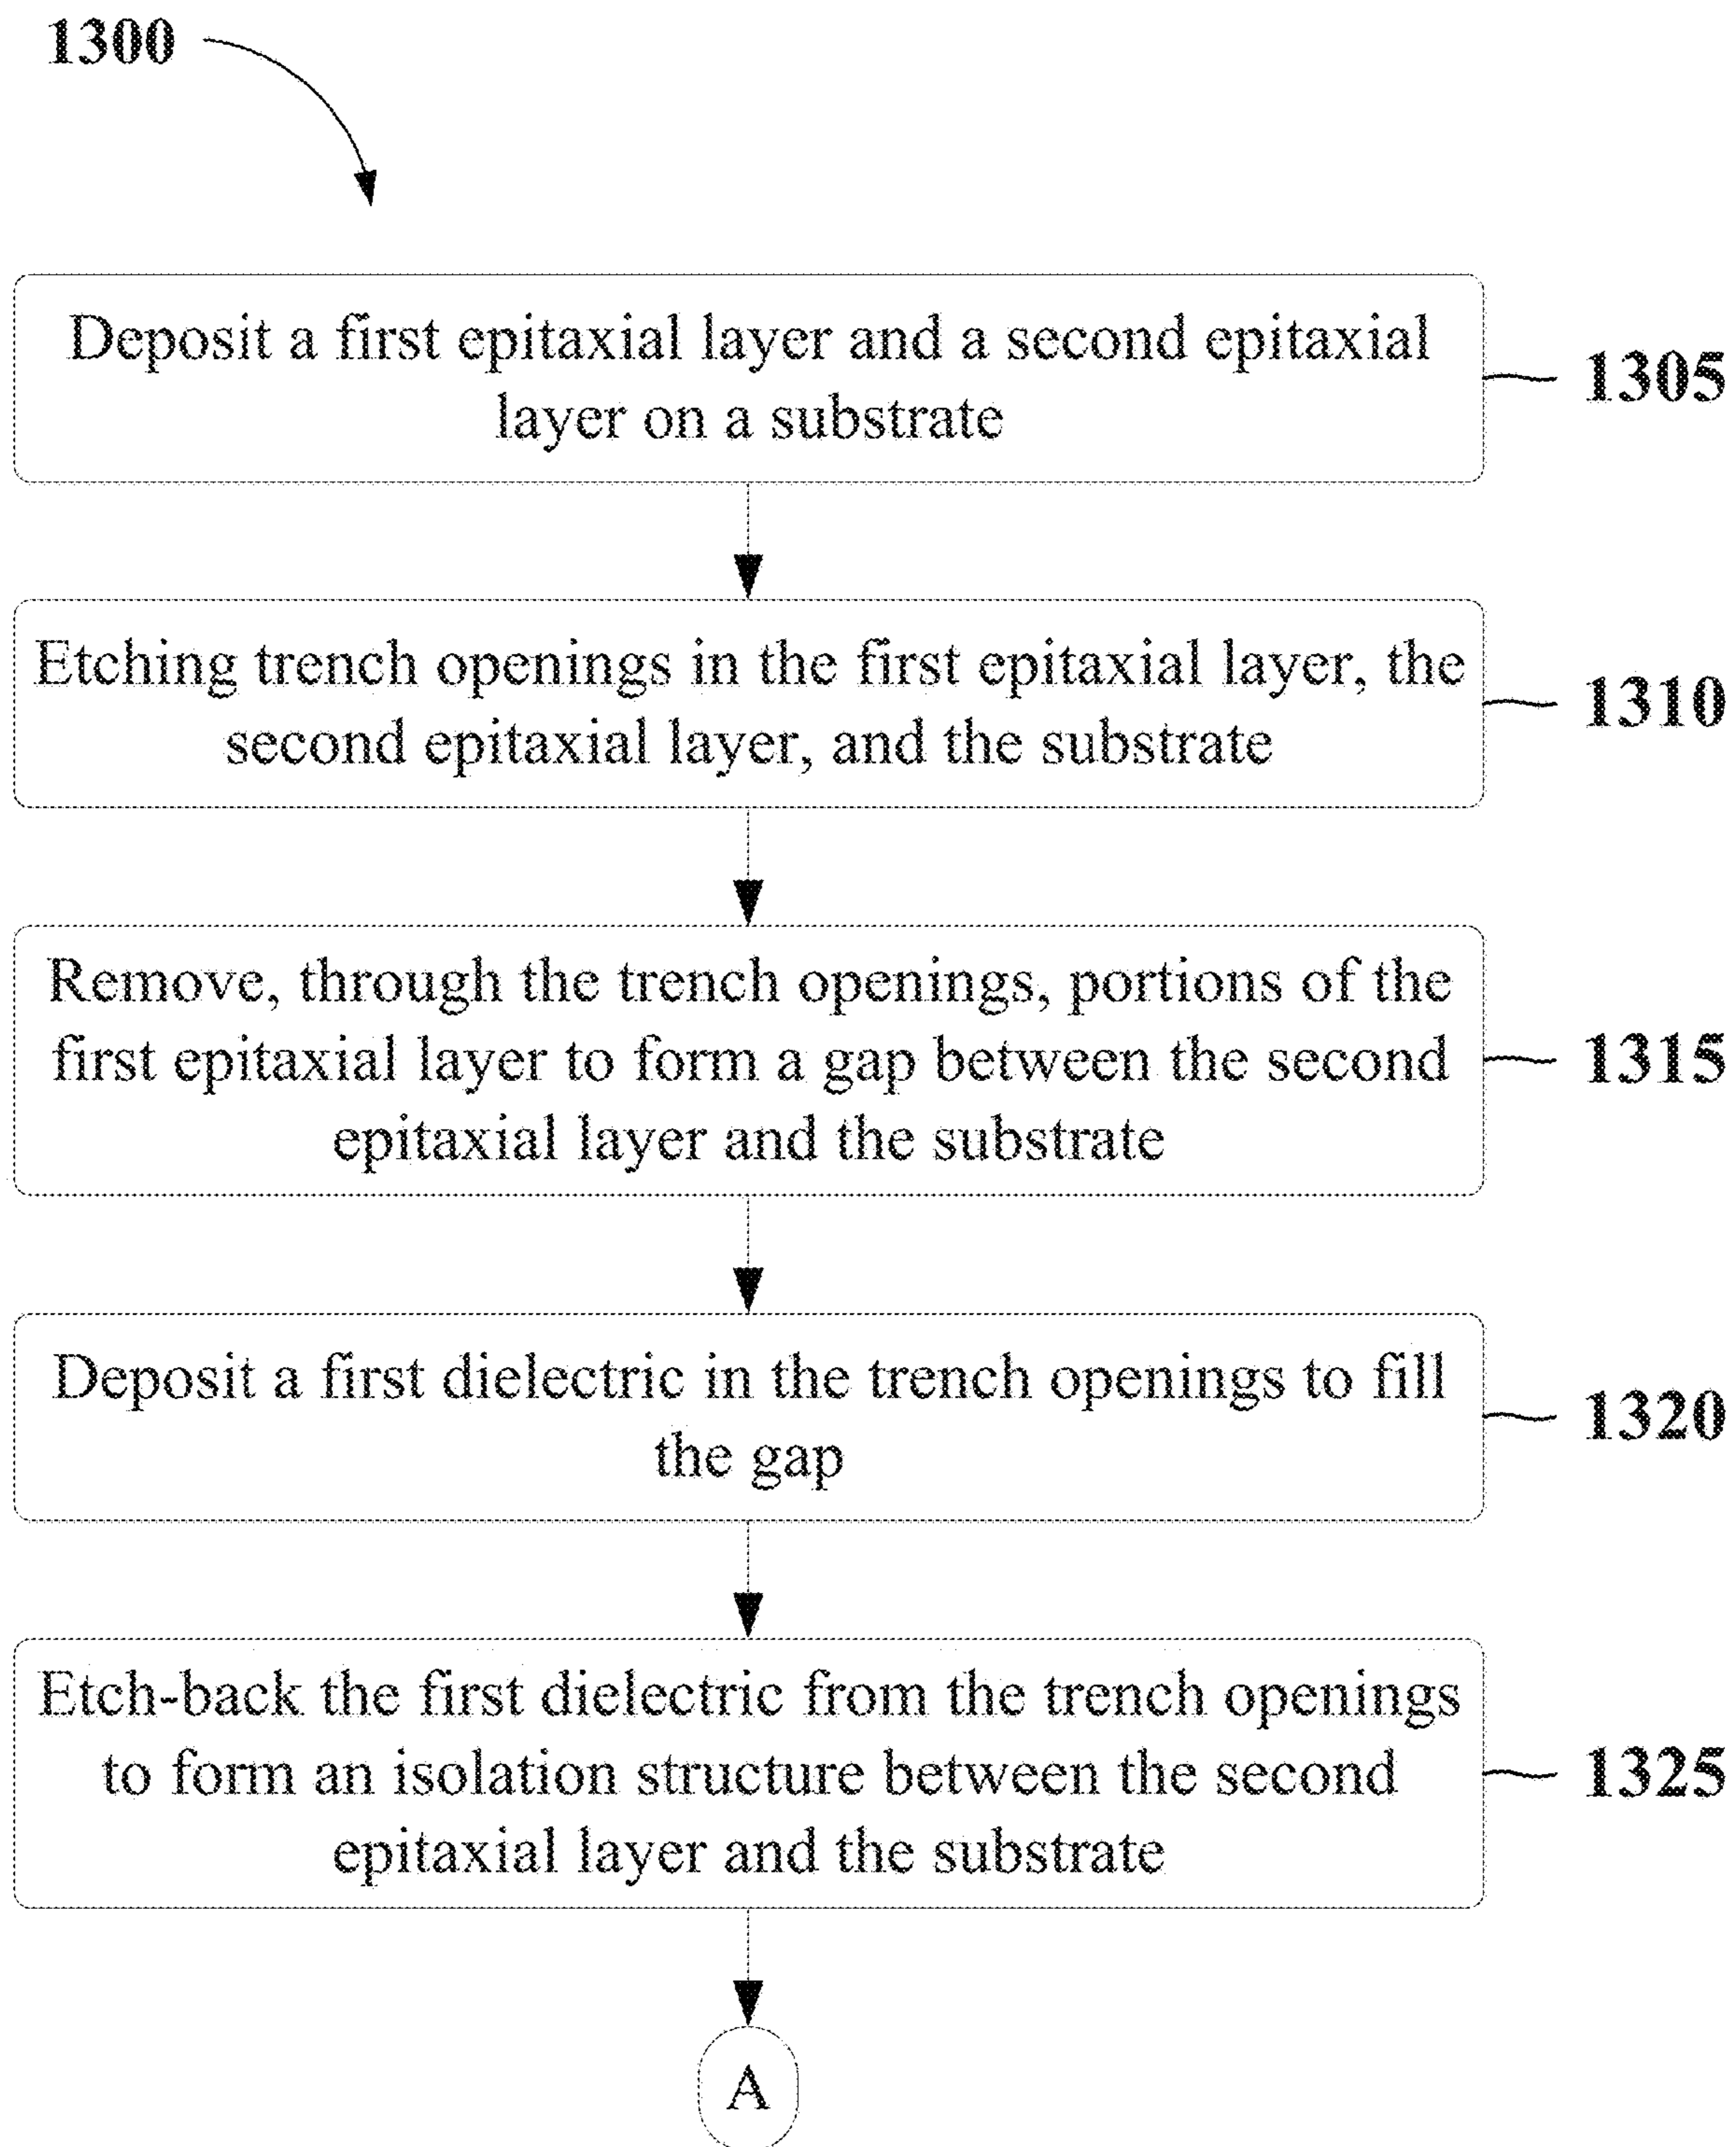 1300
Deposit a first epitaxial layer and a second epitaxial
layer on a substrate
1305
Etching trench openings in the first epitaxial layer, the
second epitaxial layer, and the substrate
1310
Remove, through the trench openings, portions of the
first epitaxial layer to form a gap between the second
epitaxial layer and the substrate
1315
Deposit a first dielectric in the trench openings to fill
the gap
1320
Etch-back the first dielectric from the trench openings
to form an isolation structure between the second
epitaxial layer and the substrate
1325
A